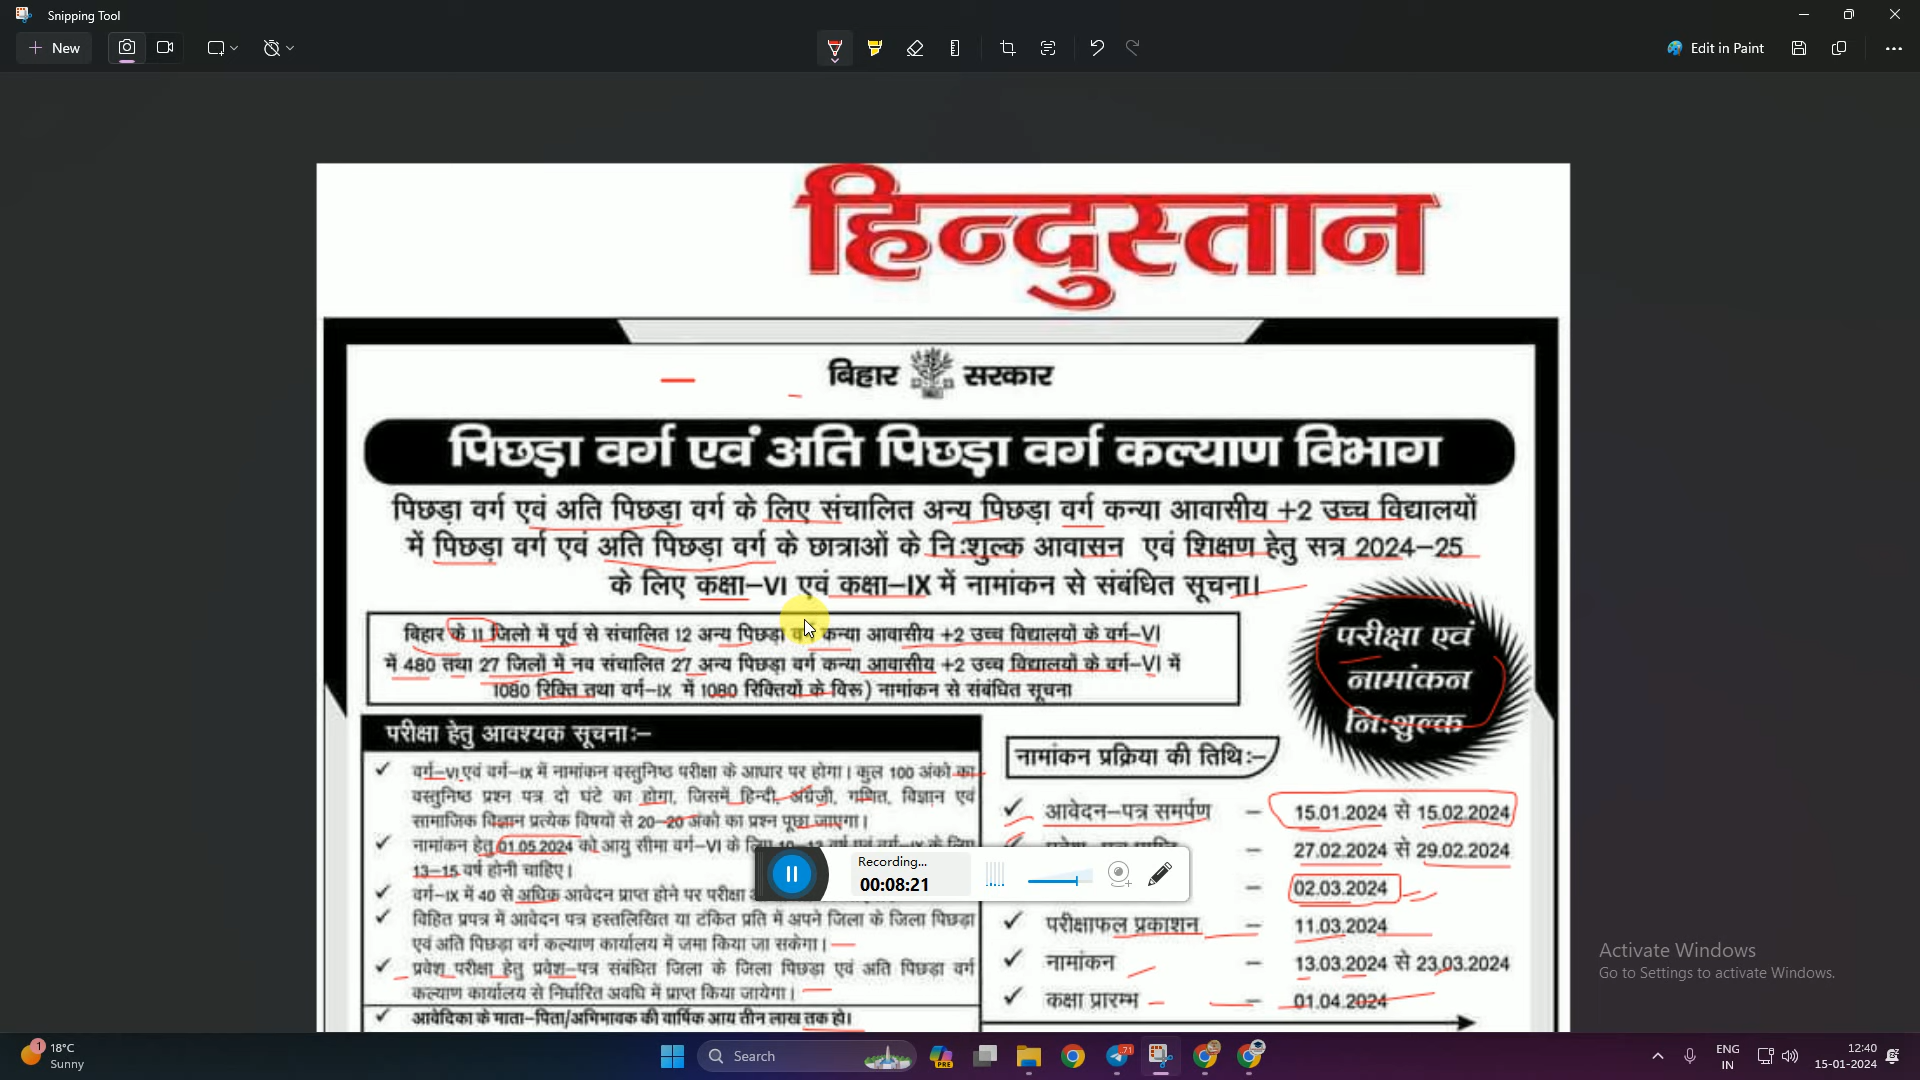 Snipping Tool
New
Edit in Paint
हिन्दुस्तान
बिहार सरकार
पिछड़ा वर्ग एवं अति पिछड़ा वर्ग कल्याण विभाग
पिछड़ा वर्ग एवं अति पिछड़ा वर्ग के लिए संचालित अन्य पिछड़ा वर्ग कन्या आवासीय +2 उच्च विद्यालयों
में पिछड़ा वर्ग एवं अति पिछड़ा वर्ग के छात्राओं के निःशुल्क आवासन एवं शिक्षण हेतु सत्र 2024–25
के लिए कक्षा–VI एवं कक्षा–IX में नामांकन से संबंधित सूचना।
बिहार के 11 जिलो में पूर्व से संचालित 12 अन्य पिछड़ा वर्ग कन्या आवासीय +2 उच्च विद्यालयों के वर्ग–VI
में 480 तथा 27 जिलों में नव संचालित 27 अन्य पिछड़ा वर्ग कन्या आवासीय +2 उच्च विद्यालयों के वर्ग–VI में
1080 रिक्ति तथा वर्ग–IX में 1080 रिक्तियों के विरू) नामांकन से संबंधित सूचना
परीक्षा एवं
नामांकन
निःशुल्क
परीक्षा हेतु आवश्यक सूचनाः–
✓ वर्ग–VI एवं वर्ग–IX में नामांकन वस्तुनिष्ठ परीक्षा के आधार पर होगा। कुल 100 अंको का
वस्तुनिष्ठ प्रश्न पत्र दो घंटे का होगा, जिसमें हिन्दी, अंग्रेजी, गणित, विज्ञान एवं
सामाजिक विज्ञान प्रत्येक विषयों से 20–20 अंको का प्रश्न पूछा जाएगा।
✓ नामांकन हेतु 01.05.2024 को आयु सीमा वर्ग–VI के लिए 10–12 वर्ष एवं वर्ग–IX के लिए
13–15 वर्ष होनी चाहिए।
✓ वर्ग–IX में 40 से अधिक आवेदन प्राप्त होने पर परीक्षा
✓ विहित प्रपत्र में आवेदन पत्र हस्तलिखित या टंकित प्रति में अपने जिला के जिला पिछड़ा
एवं अति पिछड़ा वर्ग कल्याण कार्यालय में जमा किया जा सकेगा।
✓ प्रवेश परीक्षा हेतु प्रवेश–पत्र संबंधित जिला के जिला पिछड़ा एवं अति पिछड़ा वर्ग
कल्याण कार्यालय से निर्धारित अवधि में प्राप्त किया जायेगा।
✓ आवेदिका के माता–पिता/अभिभावक की वार्षिक आय तीन लाख तक हो।
नामांकन प्रक्रिया की तिथिः–
✓ आवेदन–पत्र समर्पण – 15.01.2024 से 15.02.2024
– 27.02.2024 से 29.02.2024
– 02.03.2024
✓ परीक्षाफल प्रकाशन – 11.03.2024
✓ नामांकन – 13.03.2024 से 23.03.2024
✓ कक्षा प्रारम्भ – 01.04.2024
Recording...
00:08:21
Activate Windows
Go to Settings to activate Windows.
1
18°C
Sunny
Search
PRE
71
ENG
IN
12:40
15-01-2024